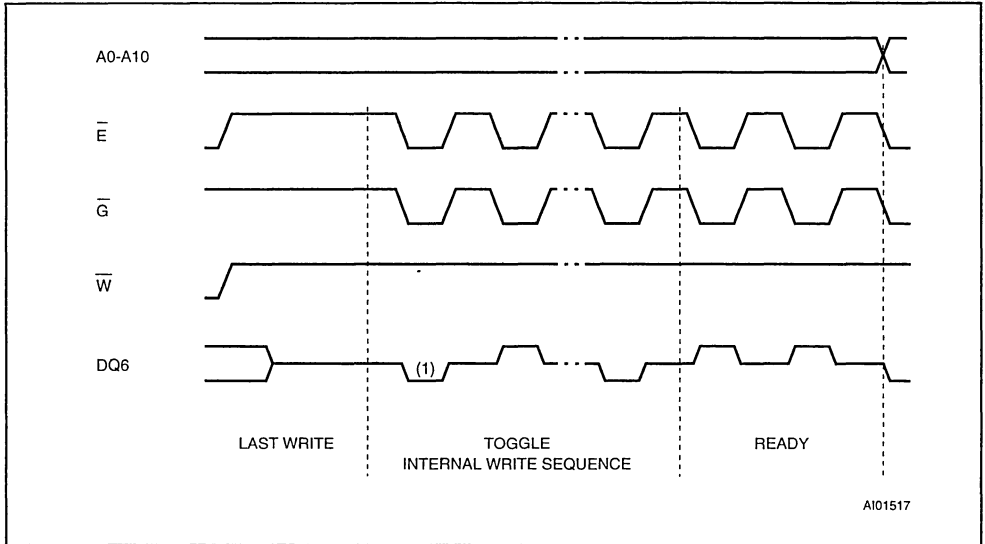 A0-A10
E
G
W
DQ6
(1)
LAST WRITE
TOGGLE
INTERNAL WRITE SEQUENCE
READY
AI01517